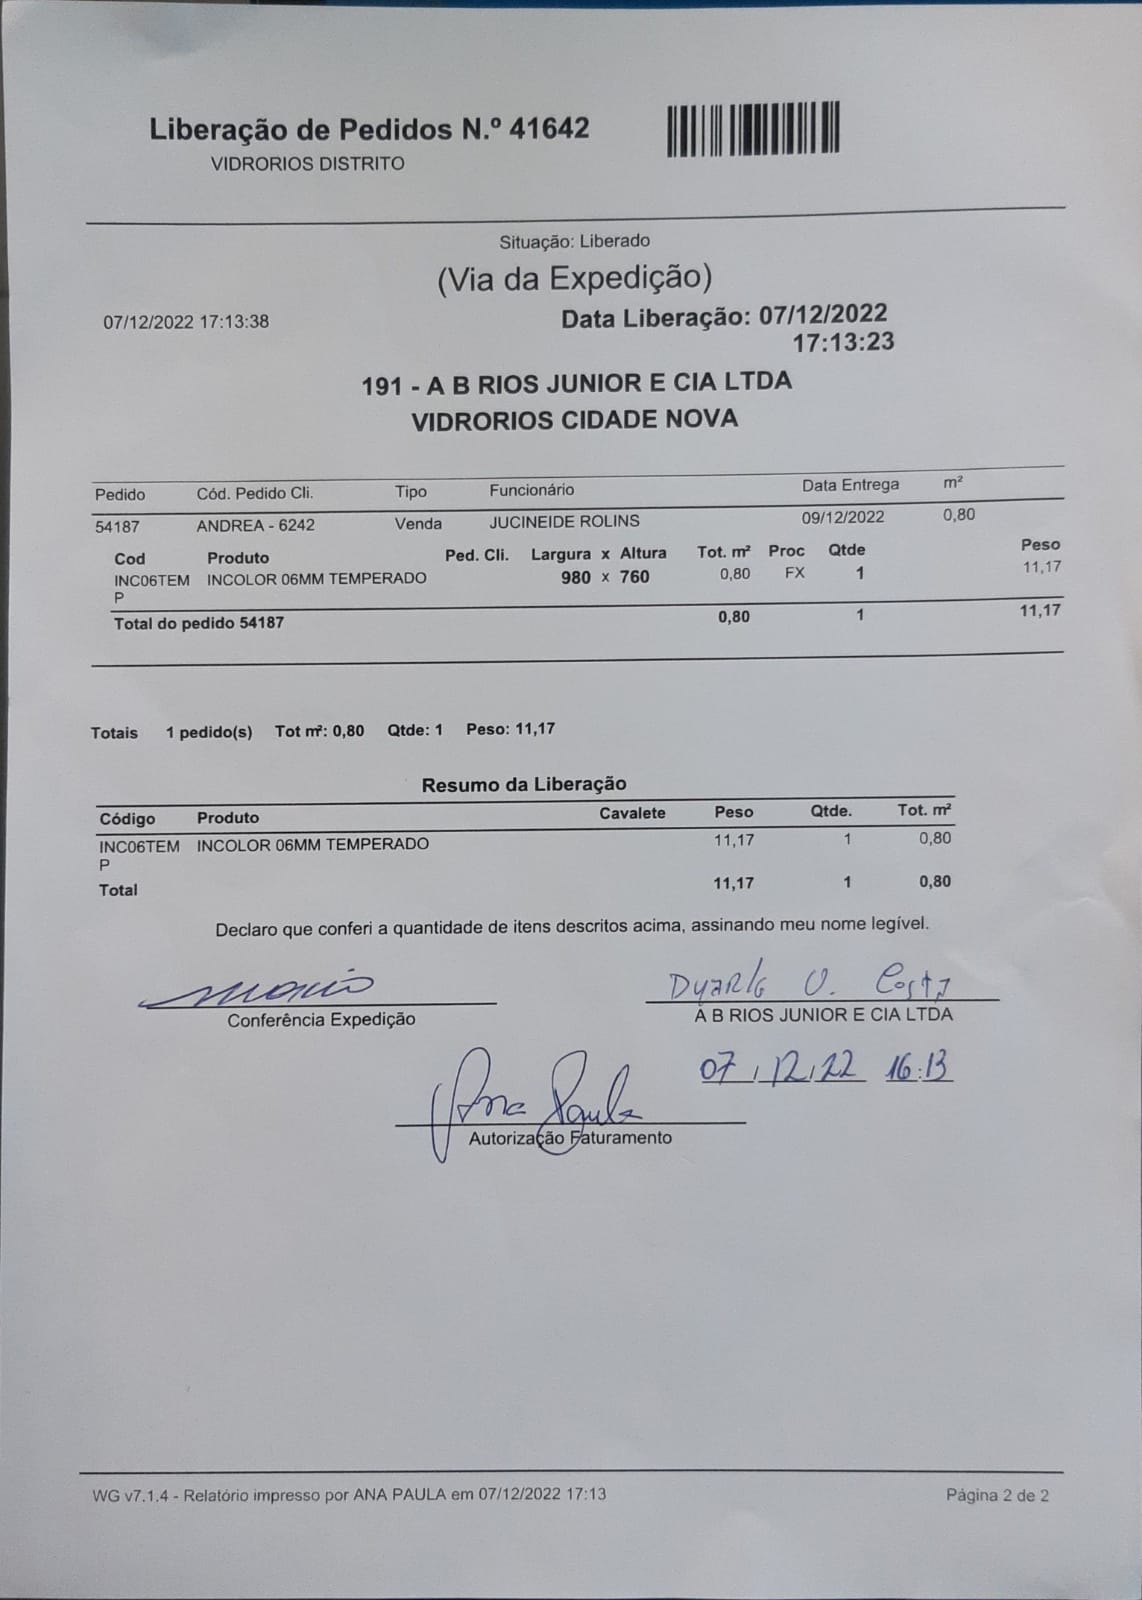 Liberação de Pedidos N.º 41642
VIDRORIOS DISTRITO
Situação: Liberado
(Via da Expedição)
07/12/2022 17:13:38
Data Liberação: 07/12/2022
17:13:23
191 - A B RIOS JUNIOR E CIA LTDA
VIDRORIOS CIDADE NOVA
Pedido Cód. Pedido Cli. Tipo Funcionário Data Entrega m²
54187 ANDREA - 6242 Venda JUCINEIDE ROLINS 09/12/2022 0,80
Cod Produto Ped. Cli. Largura x Altura Tot. m² Proc Qtde Peso
INC06TEM INCOLOR 06MM TEMPERADO 980 x 760 0,80 FX 1 11,17
P
Total do pedido 54187 0,80 1 11,17
Totais 1 pedido(s) Tot m²: 0,80 Qtde: 1 Peso: 11,17
Resumo da Liberação
Código Produto Cavalete Peso Qtde. Tot. m²
INC06TEM INCOLOR 06MM TEMPERADO 11,17 1 0,80
P
Total 11,17 1 0,80
Declaro que conferi a quantidade de itens descritos acima, assinando meu nome legível.
V. Costa
Conferência Expedição
A B RIOS JUNIOR E CIA LTDA
07/12/22 16:13
Ana Paula
Autorização Faturamento
WG v7.1.4 - Relatório impresso por ANA PAULA em 07/12/2022 17:13
Página 2 de 2